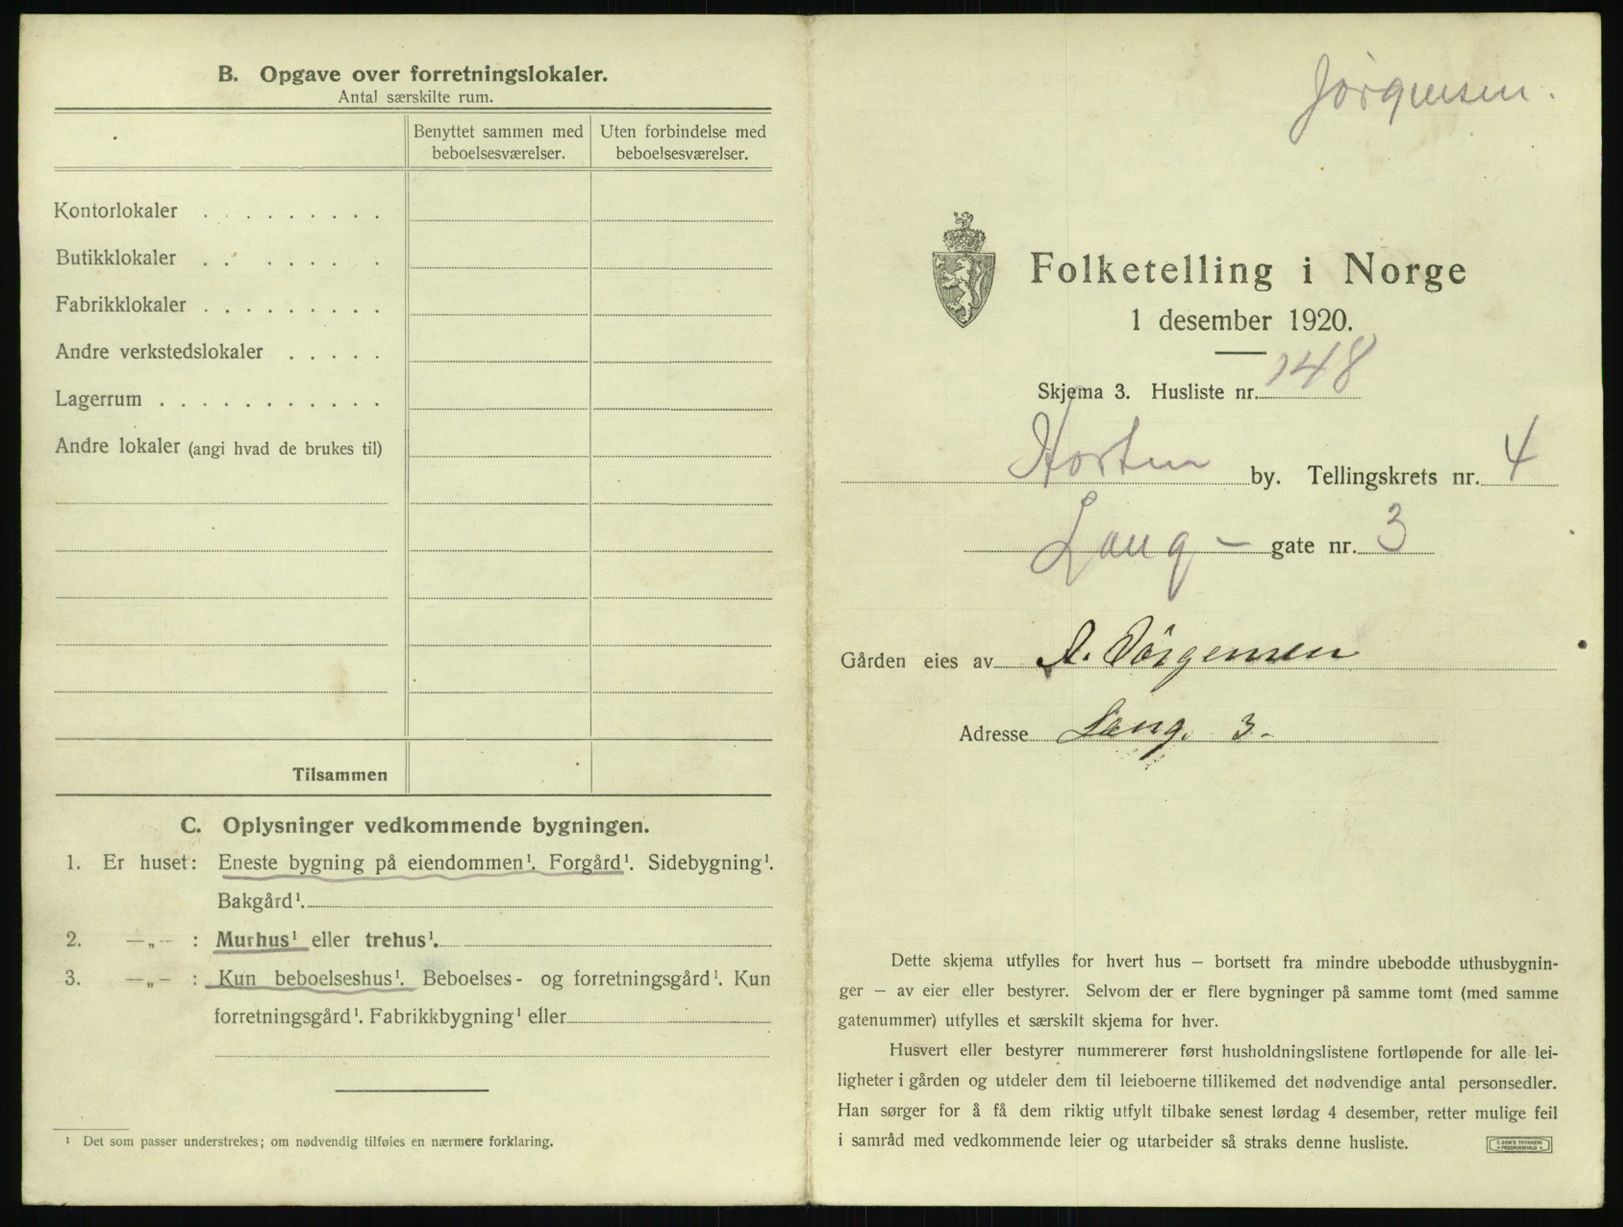 B. Opgave over forretningslokaler.
Antal særskilte rum.
Benyttet sammen med beboelsesværelser.
Uten forbindelse med beboelsesværelser.
Kontorlokaler . . . . . . . . .
Butikklokaler . . . . . . .
Fabrikklokaler . . . . . . . . .
Andre verkstedslokaler . . . . .
Lagerrum . . . . . . . . . . .
Andre lokaler (angi hvad de brukes til)
Tilsammen
C. Oplysninger vedkommende bygningen.
1. Er huset: Eneste bygning på eiendommen¹. Forgård¹. Sidebygning¹.
Bakgård¹.
2. —„— : Murhus¹ eller trehus¹.
3. —„— : Kun beboelseshus¹. Beboelses- og forretningsgård¹. Kun
forretningsgård¹. Fabrikkbygning¹ eller
¹ Det som passer understrekes; om nødvendig tilføies en nærmere forklaring.
Jørgensen.
Folketelling i Norge
1 desember 1920.
Skjema 3. Husliste nr. 148
Horten by. Tellingskrets nr. 4
Lang - gate nr. 3
Gården eies av A. Jørgensen
Adresse Lang. 3.
Dette skjema utfylles for hvert hus — bortsett fra mindre ubebodde uthusbygnin-
ger — av eier eller bestyrer. Selvom der er flere bygninger på samme tomt (med samme
gatenummer) utfylles et særskilt skjema for hver.
Husvert eller bestyrer nummererer først husholdningslistene fortløpende for alle lei-
ligheter i gården og utdeler dem til leieboerne tillikemed det nødvendige antal personsedler.
Han sørger for å få dem riktig utfylt tilbake senest lørdag 4 desember, retter mulige feil
i samråd med vedkommende leier og utarbeider så straks denne husliste.